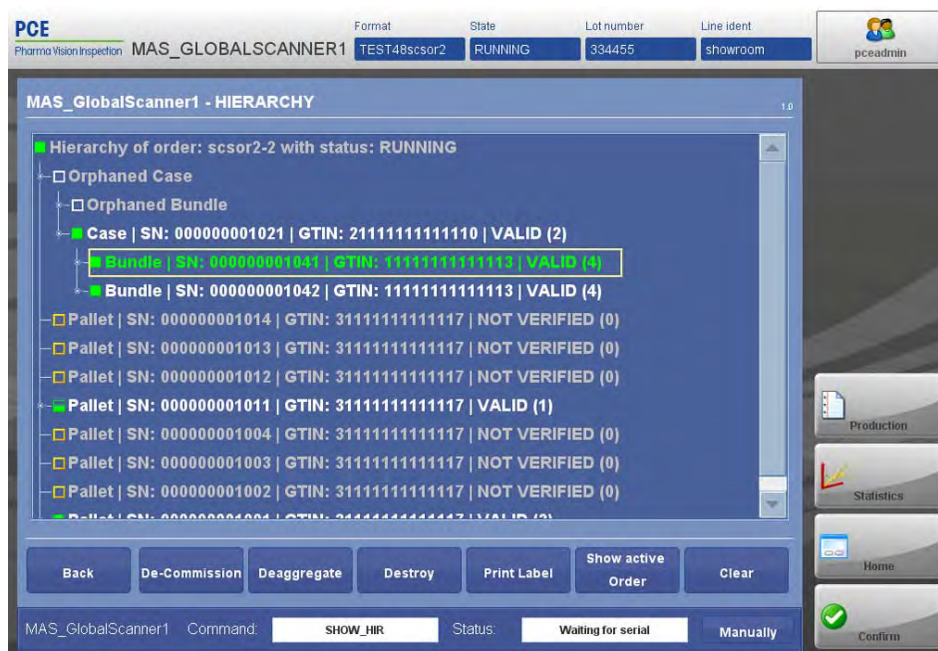 PCE
Pharma Vision Inspection
MAS_GLOBALSCANNER1
Format
TEST48scsor2
State
RUNNING
Lot number
334455
Line ident
showroom
pceadmin
MAS_GlobalScanner1 - HIERARCHY
1.0
Hierarchy of order: scsor2-2 with status: RUNNING
Orphaned Case
Orphaned Bundle
Case | SN: 000000001021 | GTIN: 21111111111110 | VALID (2)
Bundle | SN: 000000001041 | GTIN: 11111111111113 | VALID (4)
Bundle | SN: 000000001042 | GTIN: 11111111111113 | VALID (4)
Pallet | SN: 000000001014 | GTIN: 31111111111117 | NOT VERIFIED (0)
Pallet | SN: 000000001013 | GTIN: 31111111111117 | NOT VERIFIED (0)
Pallet | SN: 000000001012 | GTIN: 31111111111117 | NOT VERIFIED (0)
Pallet | SN: 000000001011 | GTIN: 31111111111117 | VALID (1)
Pallet | SN: 000000001004 | GTIN: 31111111111117 | NOT VERIFIED (0)
Pallet | SN: 000000001003 | GTIN: 31111111111117 | NOT VERIFIED (0)
Pallet | SN: 000000001002 | GTIN: 31111111111117 | NOT VERIFIED (0)
Production
Statistics
Home
Confirm
Back
De-Commission
Deaggregate
Destroy
Print Label
Show active
Order
Clear
MAS_GlobalScanner1
Command:
SHOW_HIR
Status:
Waiting for serial
Manually